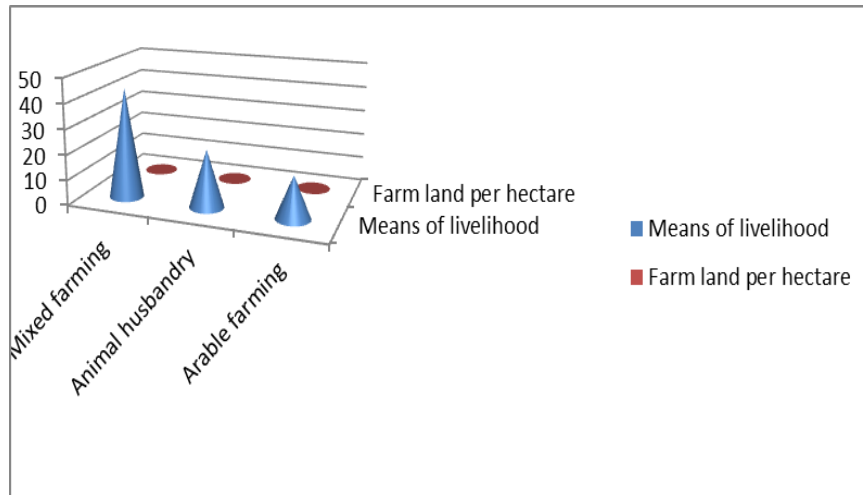 50
40
30
20
10
0
Farm land per hectare
Means of livelihood
Mixed farming
Animal husbandry
Arable farming
Means of livelihood
Farm land per hectare